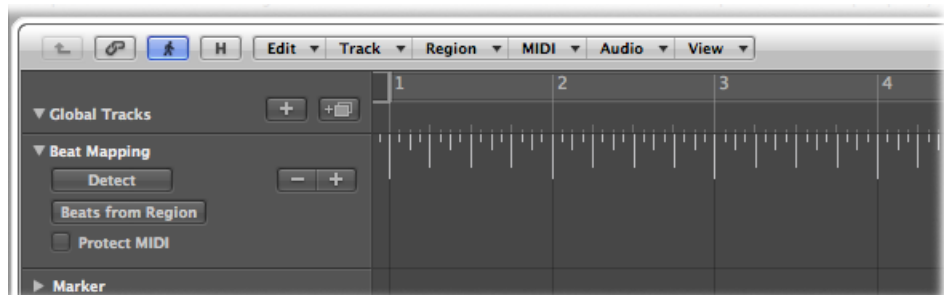 H Edit Track Region MIDI Audio View
1 2 3 4
Global Tracks
Beat Mapping
Detect
Beats from Region
Protect MIDI
Marker